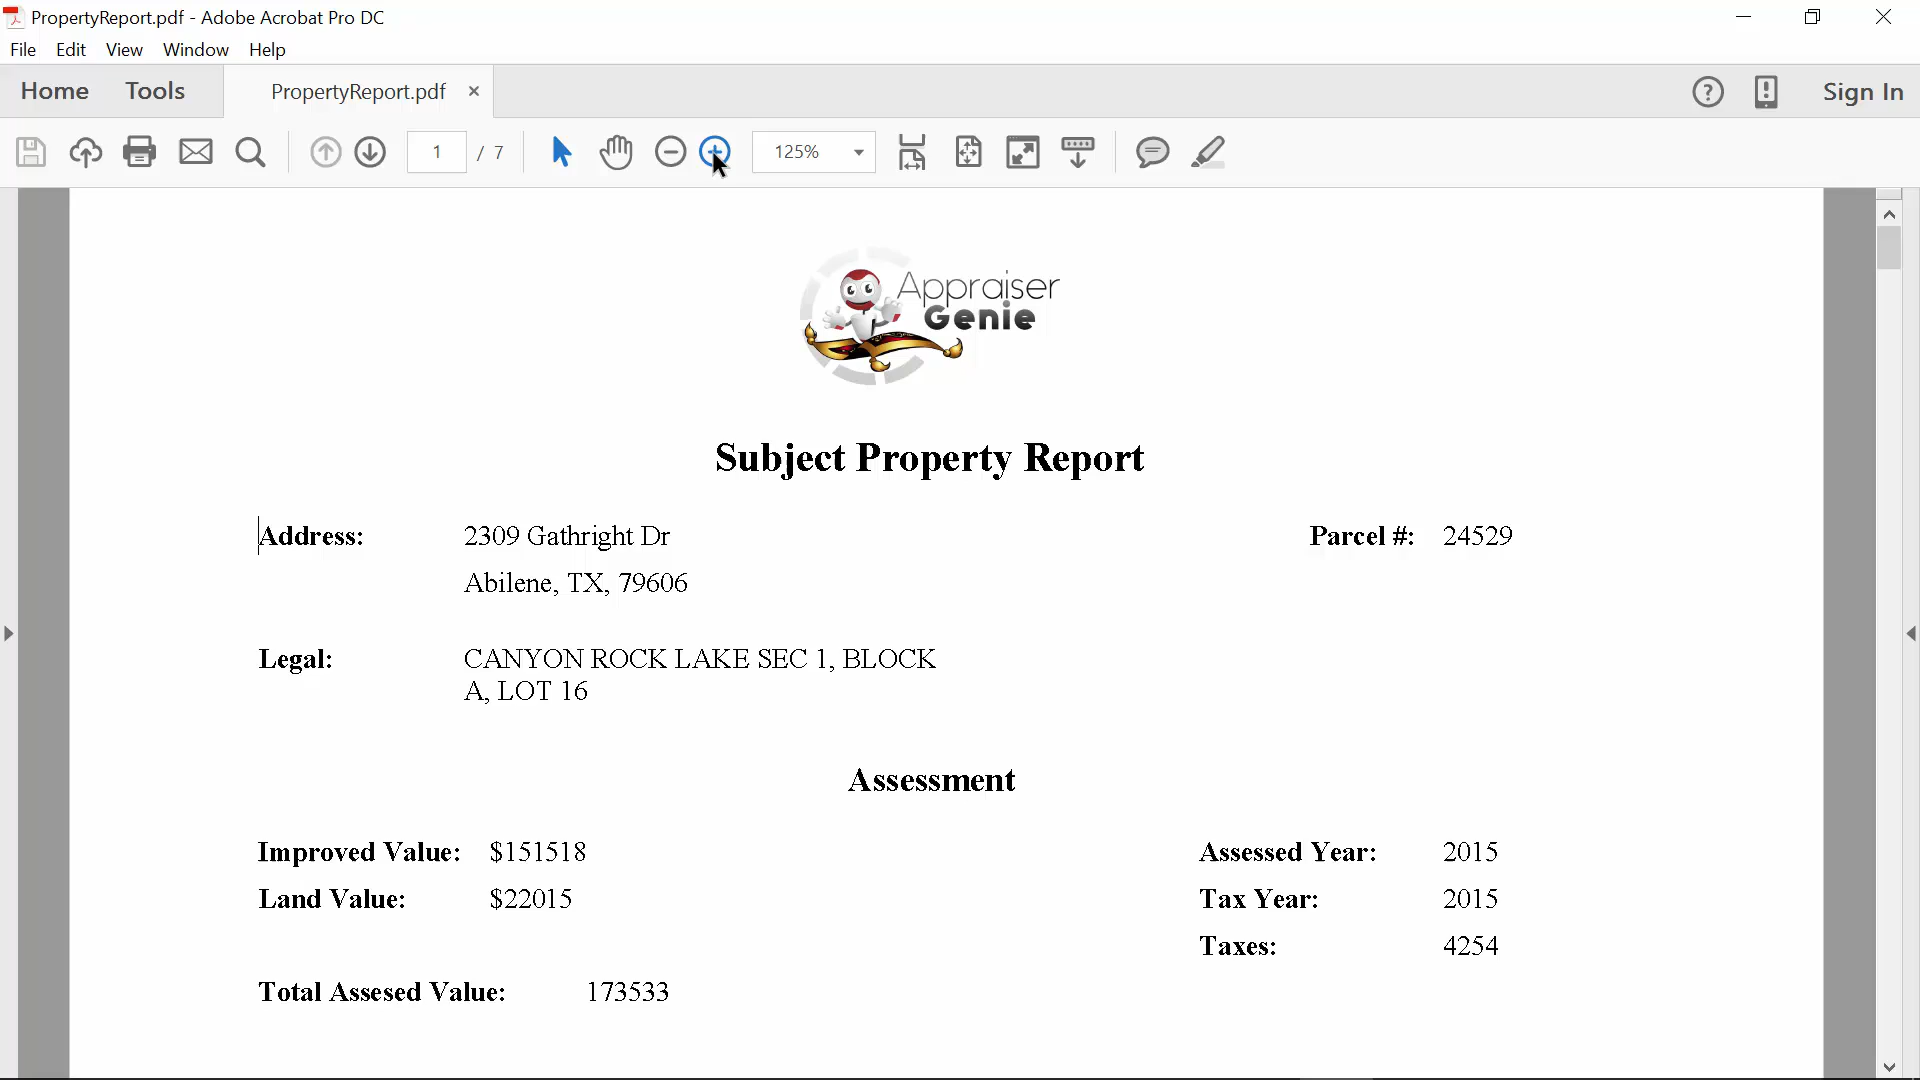 PropertyReport.pdf - Adobe Acrobat Pro DC
File Edit View Window Help
Home Tools PropertyReport.pdf × Sign In
1 / 7 125%
Appraiser
Genie
Subject Property Report
Address: 2309 Gathright Dr Parcel #: 24529
Abilene, TX, 79606
Legal: CANYON ROCK LAKE SEC 1, BLOCK
A, LOT 16
Assessment
Improved Value: $151518 Assessed Year: 2015
Land Value: $22015 Tax Year: 2015
Taxes: 4254
Total Assesed Value: 173533